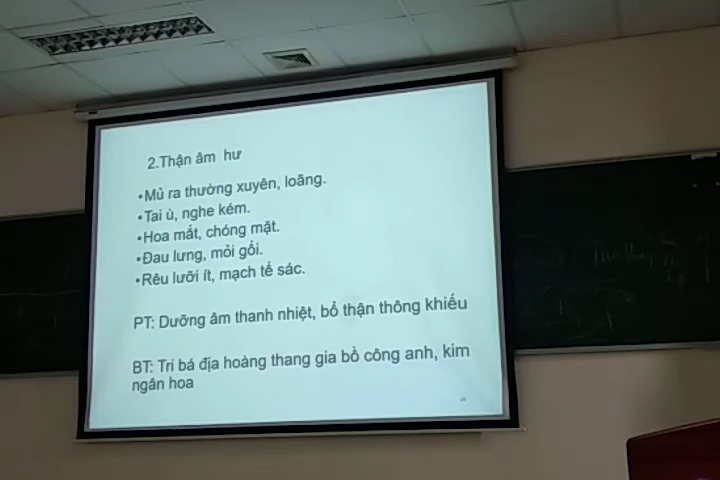 2.Thận âm hư
•Mủ ra thường xuyên, loãng.
•Tai ù, nghe kém.
•Hoa mắt, chóng mặt.
•Đau lưng, mỏi gối.
•Rêu lưỡi ít, mạch tế sác.
PT: Dưỡng âm thanh nhiệt, bổ thận thông khiếu
BT: Tri bá địa hoàng thang gia bồ công anh, kim
ngân hoa